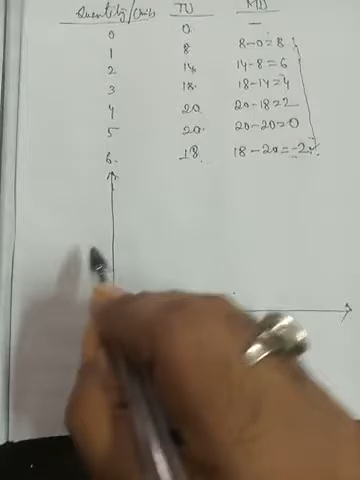 Quantity/Units TU MU
0 0 —
1 8 8-0=8
2 14 14-8=6
3 18 18-14=4
4 20 20-18=2
5 20 20-20=0
6 18 18-20=-2